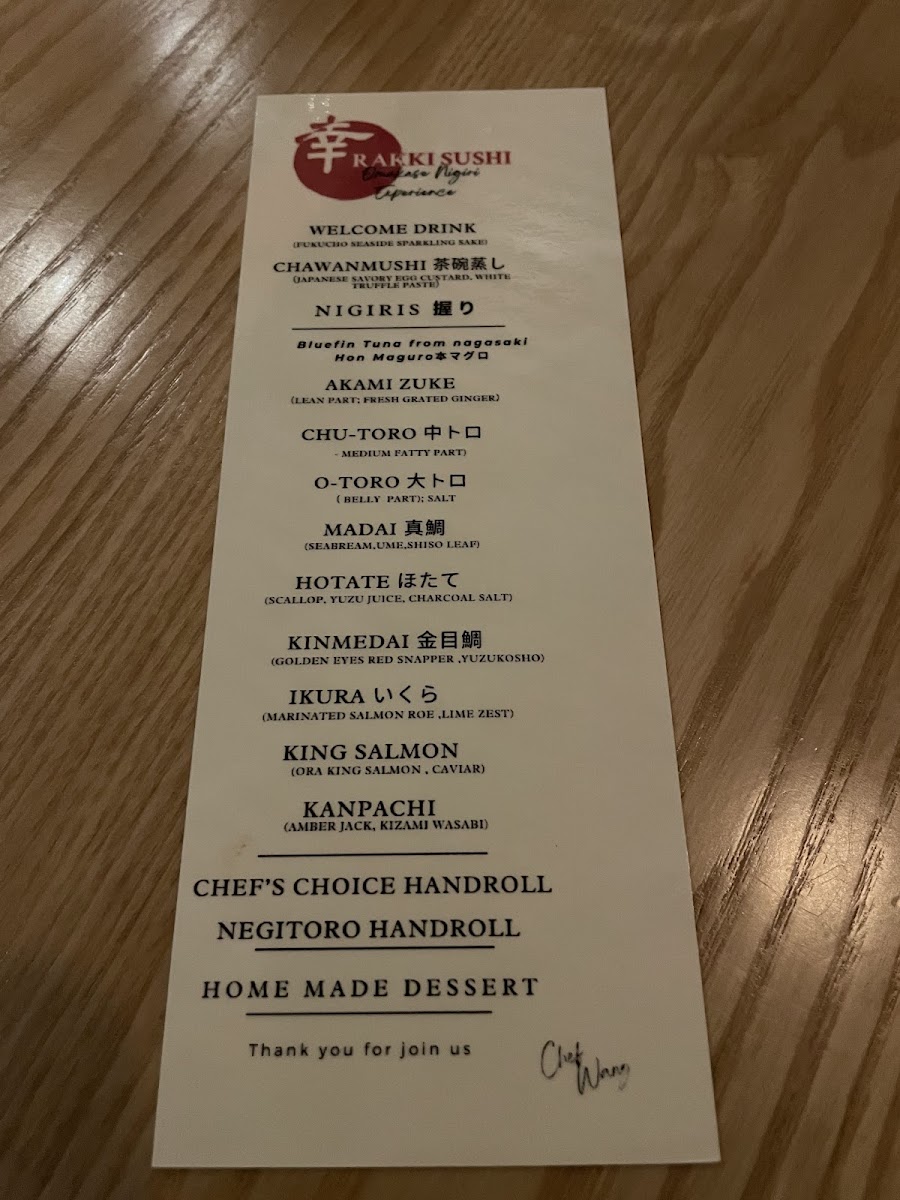 幸 RAKKI SUSHI
Omakase Nigiri
Experience
WELCOME DRINK
(FUKUCHO SEASIDE SPARKLING SAKE)
CHAWANMUSHI 茶碗蒸し
(JAPANESE SAVORY EGG CUSTARD, WHITE
TRUFFLE PASTE)
NIGIRIS 握り
Bluefin Tuna from nagasaki
Hon Maguro本マグロ
AKAMI ZUKE
(LEAN PART; FRESH GRATED GINGER)
CHU-TORO 中トロ
- MEDIUM FATTY PART)
O-TORO 大トロ
( BELLY PART); SALT
MADAI 真鯛
(SEABREAM,UME,SHISO LEAF)
HOTATE ほたて
(SCALLOP, YUZU JUICE, CHARCOAL SALT)
KINMEDAI 金目鯛
(GOLDEN EYES RED SNAPPER ,YUZUKOSHO)
IKURA いくら
(MARINATED SALMON ROE ,LIME ZEST)
KING SALMON
(ORA KING SALMON , CAVIAR)
KANPACHI
(AMBER JACK, KIZAMI WASABI)
CHEF'S CHOICE HANDROLL
NEGITORO HANDROLL
HOME MADE DESSERT
Thank you for join us
Chef
Wang